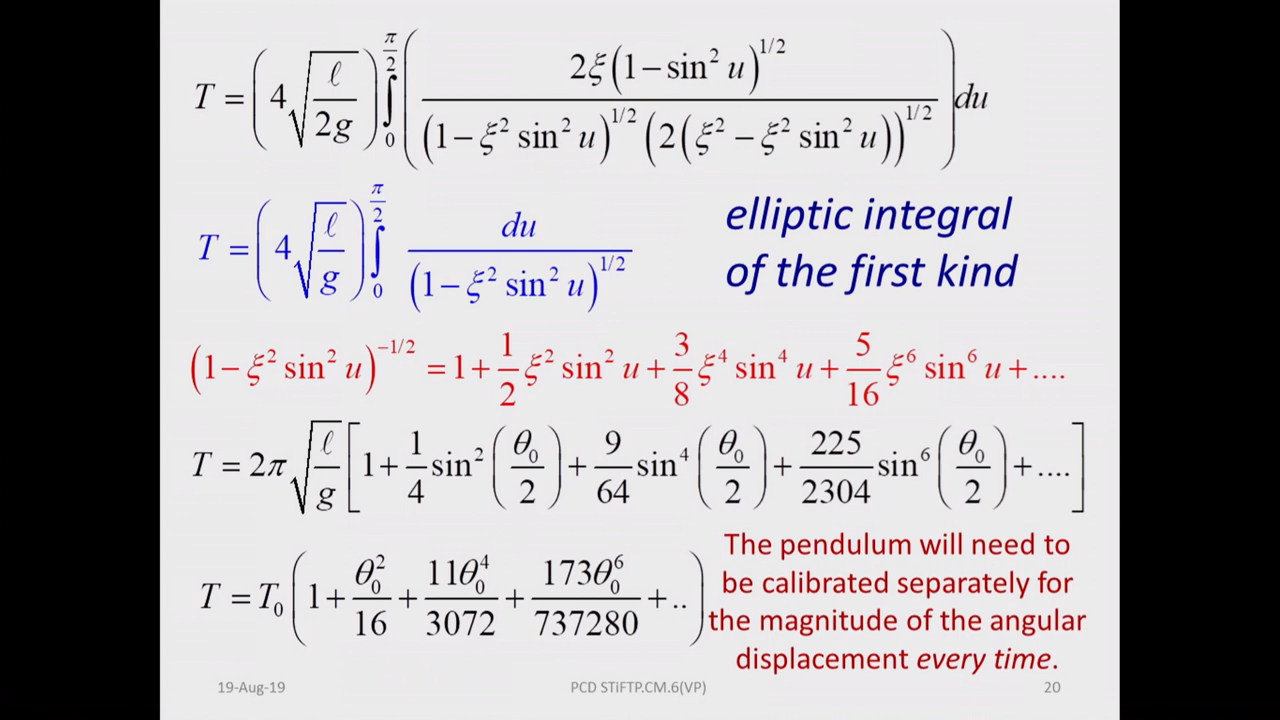 T = (4√(ℓ/2g)) ∫₀^(π/2) ( 2ξ(1−sin² u)^(1/2) / ((1−ξ² sin² u)^(1/2) (2(ξ²−ξ² sin² u))^(1/2)) ) du
T = (4√(ℓ/g)) ∫₀^(π/2) du / (1−ξ² sin² u)^(1/2)
elliptic integral
of the first kind
(1−ξ² sin² u)^(−1/2) = 1 + 1/2 ξ² sin² u + 3/8 ξ⁴ sin⁴ u + 5/16 ξ⁶ sin⁶ u + ....
T = 2π √(ℓ/g) [1 + 1/4 sin² (θ₀/2) + 9/64 sin⁴ (θ₀/2) + 225/2304 sin⁶ (θ₀/2) + ....]
T = T₀ (1 + θ₀²/16 + 11θ₀⁴/3072 + 173θ₀⁶/737280 + ..)
The pendulum will need to
be calibrated separately for
the magnitude of the angular
displacement every time.
19-Aug-19
PCD STiFTP.CM.6(VP)
20